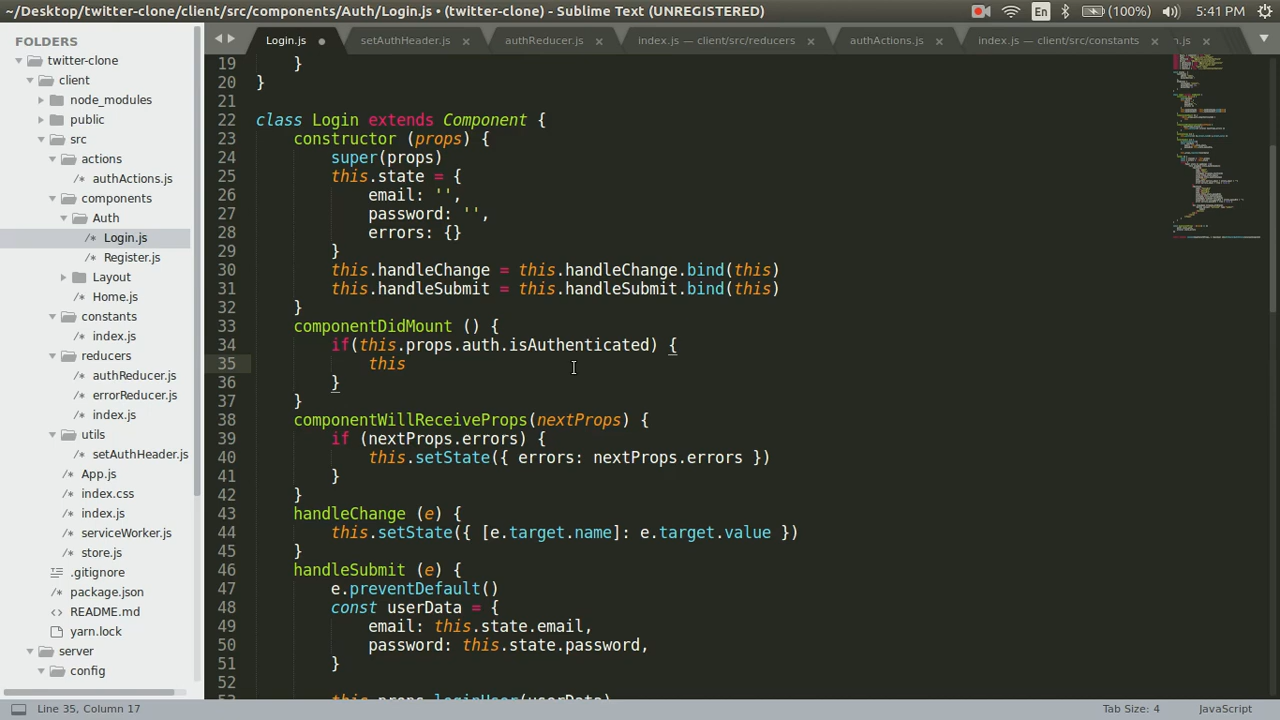 ~/Desktop/twitter-clone/client/src/components/Auth/Login.js • (twitter-clone) - Sublime Text (UNREGISTERED)
En (100%) 5:41 PM
FOLDERS
twitter-clone
client
node_modules
public
src
actions
authActions.js
components
Auth
Login.js
Register.js
Layout
Home.js
constants
index.js
reducers
authReducer.js
errorReducer.js
index.js
utils
setAuthHeader.js
App.js
index.css
index.js
serviceWorker.js
store.js
.gitignore
package.json
README.md
yarn.lock
server
config
Login.js setAuthHeader.js authReducer.js index.js — client/src/reducers authActions.js index.js — client/src/constants
19 }
20 }
21
22 class Login extends Component {
23 constructor (props) {
24 super(props)
25 this.state = {
26 email: '',
27 password: '',
28 errors: {}
29 }
30 this.handleChange = this.handleChange.bind(this)
31 this.handleSubmit = this.handleSubmit.bind(this)
32 }
33 componentDidMount () {
34 if(this.props.auth.isAuthenticated) {
35 this
36 }
37 }
38 componentWillReceiveProps(nextProps) {
39 if (nextProps.errors) {
40 this.setState({ errors: nextProps.errors })
41 }
42 }
43 handleChange (e) {
44 this.setState({ [e.target.name]: e.target.value })
45 }
46 handleSubmit (e) {
47 e.preventDefault()
48 const userData = {
49 email: this.state.email,
50 password: this.state.password,
51 }
52
53 this.props.loginUser(userData)
Line 35, Column 17 Tab Size: 4 JavaScript